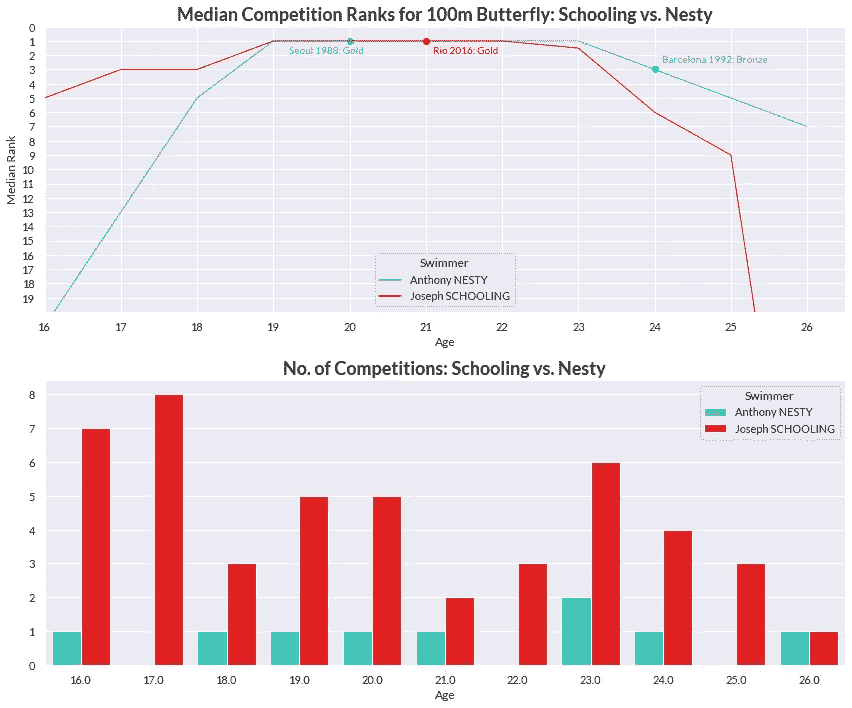 Median Competition Ranks for 100m Butterfly: Schooling vs. Nesty
0
1
2
3
4
5
6
7
8
9
10
11
12
13
14
15
16
17
18
19
Median Rank
Seoul 1988: Gold
Rio 2016: Gold
Barcelona 1992: Bronze
Swimmer
Anthony NESTY
Joseph SCHOOLING
16 17 18 19 20 21 22 23 24 25 26
Age
No. of Competitions: Schooling vs. Nesty
8
7
6
5
4
3
2
1
0
Swimmer
Anthony NESTY
Joseph SCHOOLING
16.0 17.0 18.0 19.0 20.0 21.0 22.0 23.0 24.0 25.0 26.0
Age